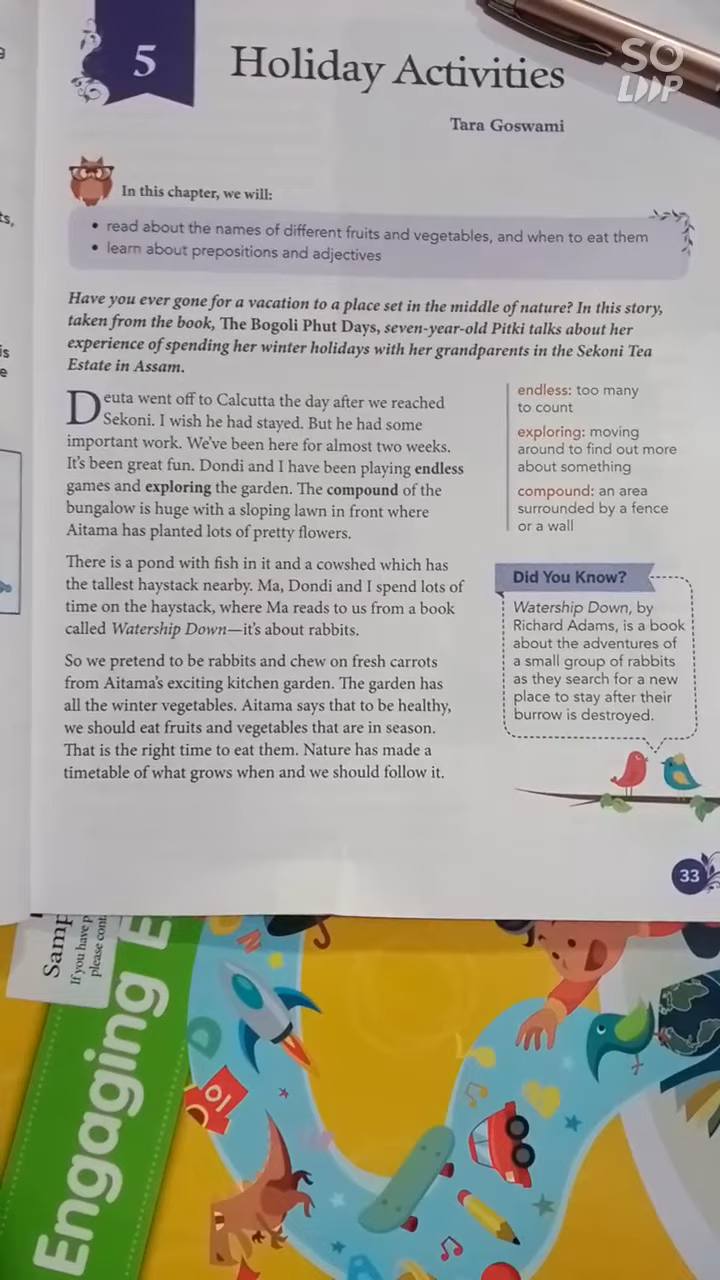 SO
LOOP
5
Holiday Activities
Tara Goswami
In this chapter, we will:
• read about the names of different fruits and vegetables, and when to eat them
• learn about prepositions and adjectives
Have you ever gone for a vacation to a place set in the middle of nature? In this story,
taken from the book, The Bogoli Phut Days, seven-year-old Pitki talks about her
experience of spending her winter holidays with her grandparents in the Sekoni Tea
Estate in Assam.
Deuta went off to Calcutta the day after we reached
Sekoni. I wish he had stayed. But he had some
important work. We've been here for almost two weeks.
It's been great fun. Dondi and I have been playing endless
games and exploring the garden. The compound of the
bungalow is huge with a sloping lawn in front where
Aitama has planted lots of pretty flowers.
There is a pond with fish in it and a cowshed which has
the tallest haystack nearby. Ma, Dondi and I spend lots of
time on the haystack, where Ma reads to us from a book
called Watership Down—it's about rabbits.
So we pretend to be rabbits and chew on fresh carrots
from Aitama's exciting kitchen garden. The garden has
all the winter vegetables. Aitama says that to be healthy,
we should eat fruits and vegetables that are in season.
That is the right time to eat them. Nature has made a
timetable of what grows when and we should follow it.
endless: too many
to count
exploring: moving
around to find out more
about something
compound: an area
surrounded by a fence
or a wall
Did You Know?
Watership Down, by
Richard Adams, is a book
about the adventures of
a small group of rabbits
as they search for a new
place to stay after their
burrow is destroyed.
33
If you have
please
Engaging
01